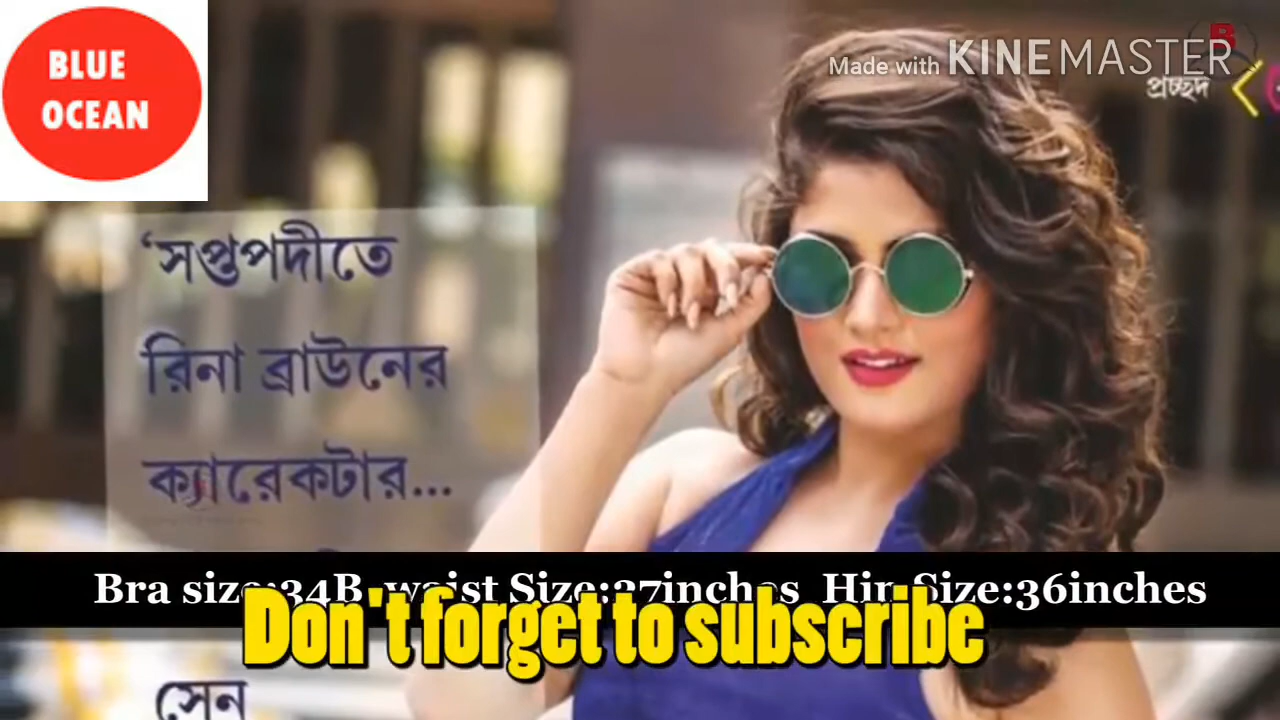 BLUE
OCEAN
Made with KINEMASTER
B
প্রচ্ছদ
‘সপ্তপদীতে
রিনা ব্রাউনের
ক্যারেকটার...
Bra size:34B waist Size:27inches Hip Size:36inches
Don't forget to subscribe
সেন